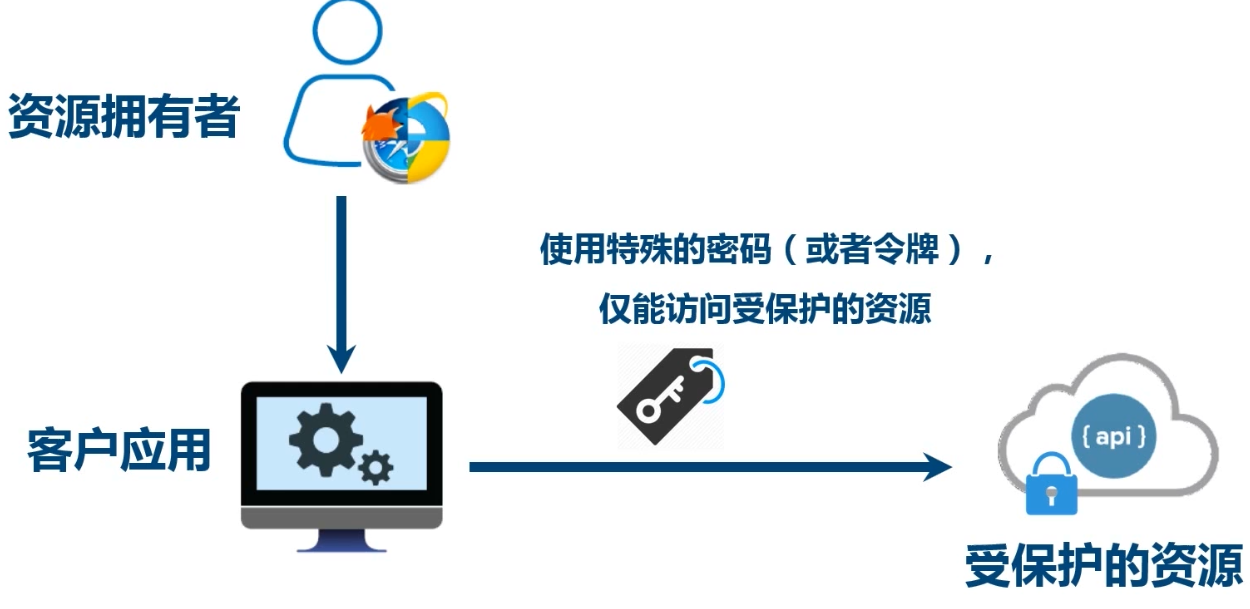 资源拥有者
使用特殊的密码（或者令牌），
仅能访问受保护的资源
客户应用
{ api }
受保护的资源